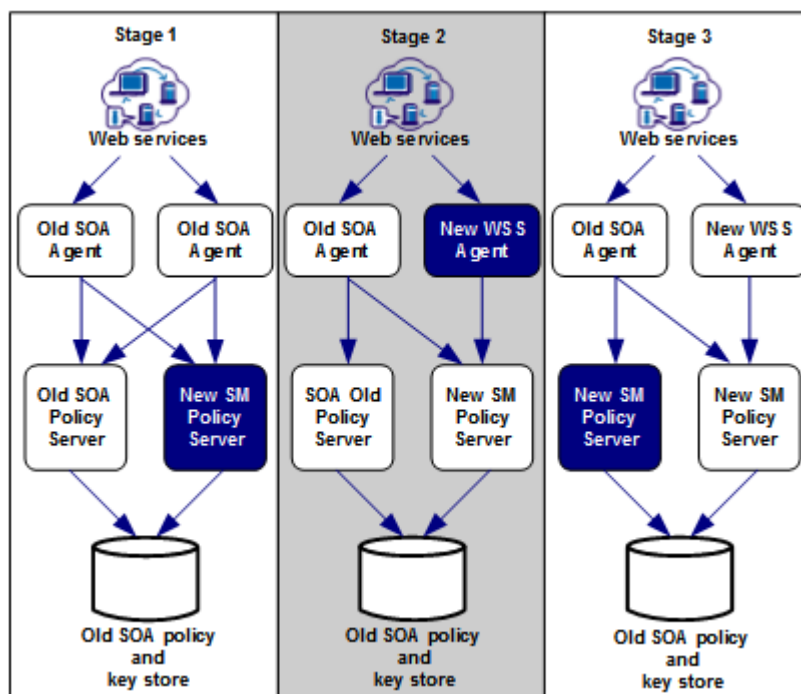 Stage 1
Web services
Old SOA
Agent
Old SOA
Agent
Old SOA
Policy
Server
New SM
Policy
Server
Old SOA policy
and
key store
Stage 2
Web services
Old SOA
Agent
New WSS
Agent
SOA Old
Policy
Server
New SM
Policy
Server
Old SOA policy
and
key store
Stage 3
Web services
Old SOA
Agent
New WSS
Agent
New SM
Policy
Server
New SM
Policy
Server
Old SOA policy
and
key store